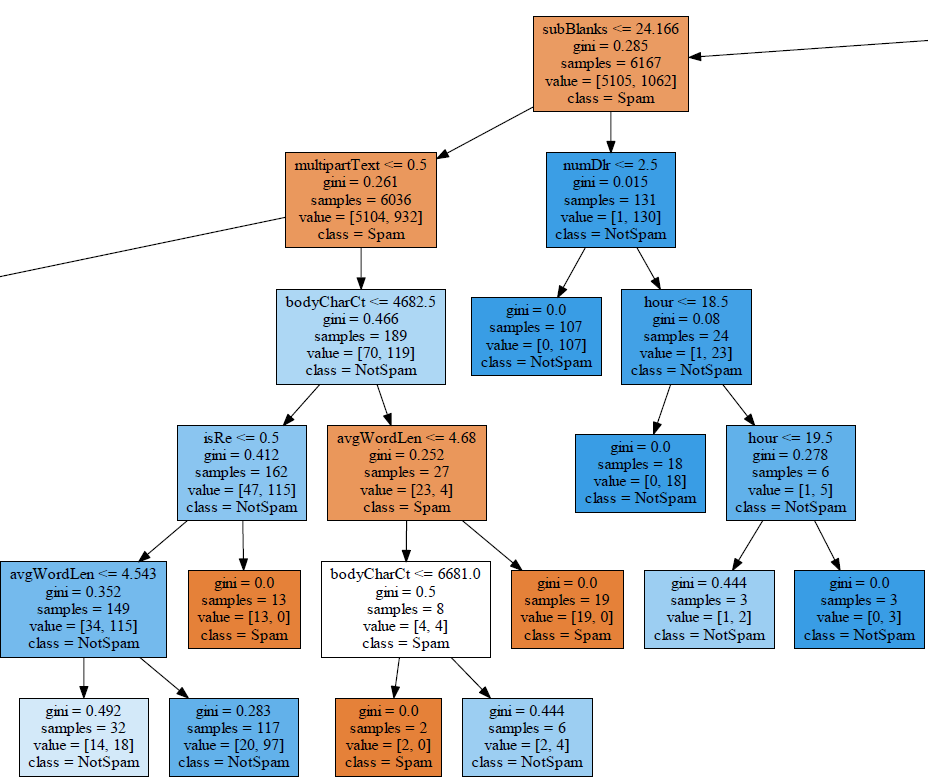 subBlanks <= 24.166
gini = 0.285
samples = 6167
value = [5105, 1062]
class = Spam
multipartText <= 0.5
gini = 0.261
samples = 6036
value = [5104, 932]
class = Spam
numDlr <= 2.5
gini = 0.015
samples = 131
value = [1, 130]
class = NotSpam
bodyCharCt <= 4682.5
gini = 0.466
samples = 189
value = [70, 119]
class = NotSpam
gini = 0.0
samples = 107
value = [0, 107]
class = NotSpam
hour <= 18.5
gini = 0.08
samples = 24
value = [1, 23]
class = NotSpam
isRe <= 0.5
gini = 0.412
samples = 162
value = [47, 115]
class = NotSpam
avgWordLen <= 4.68
gini = 0.252
samples = 27
value = [23, 4]
class = Spam
gini = 0.0
samples = 18
value = [0, 18]
class = NotSpam
hour <= 19.5
gini = 0.278
samples = 6
value = [1, 5]
class = NotSpam
avgWordLen <= 4.543
gini = 0.352
samples = 149
value = [34, 115]
class = NotSpam
gini = 0.0
samples = 13
value = [13, 0]
class = Spam
bodyCharCt <= 6681.0
gini = 0.5
samples = 8
value = [4, 4]
class = Spam
gini = 0.0
samples = 19
value = [19, 0]
class = Spam
gini = 0.444
samples = 3
value = [1, 2]
class = NotSpam
gini = 0.0
samples = 3
value = [0, 3]
class = NotSpam
gini = 0.492
samples = 32
value = [14, 18]
class = NotSpam
gini = 0.283
samples = 117
value = [20, 97]
class = NotSpam
gini = 0.0
samples = 2
value = [2, 0]
class = Spam
gini = 0.444
samples = 6
value = [2, 4]
class = NotSpam